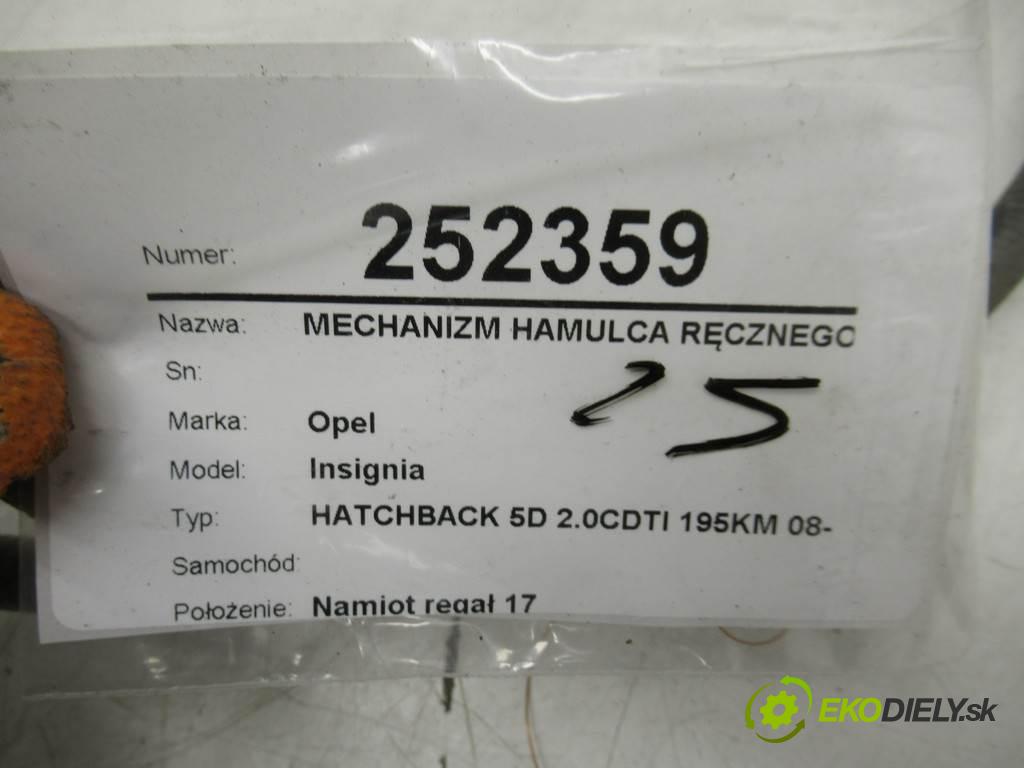 Numer: 252359
Nazwa: MECHANIZM HAMULCA RĘCZNEGO
Sn:
25
Marka: Opel
Model: Insignia
Typ: HATCHBACK 5D 2.0CDTI 195KM 08-
Samochód:
Położenie: Namiot regał 17
EKODIELY.sk